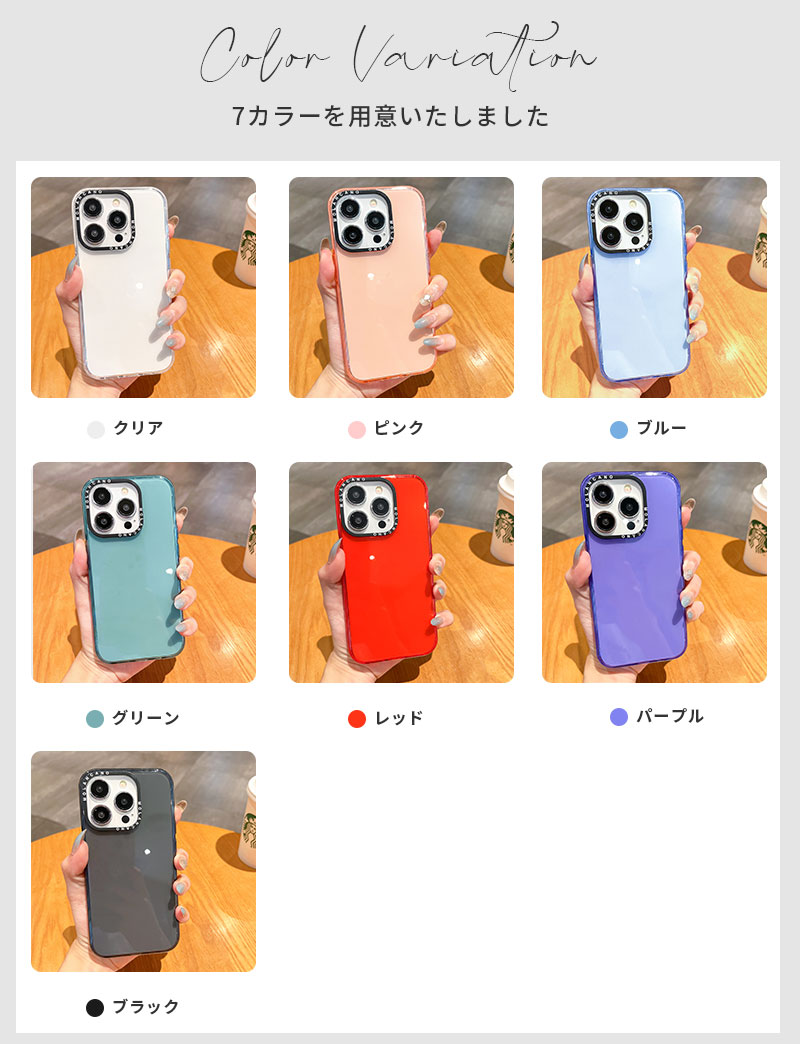 Color Variation
7カラーを用意いたしました
クリア
ピンク
ブルー
グリーン
レッド
パープル
ブラック